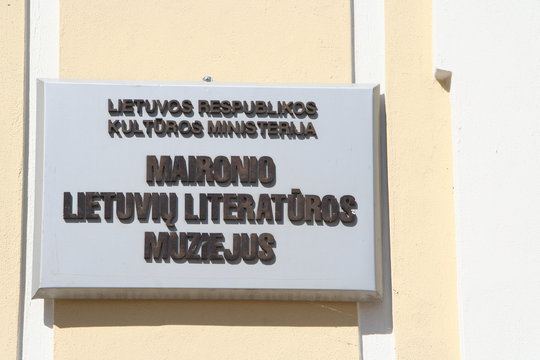 LIETUVOS RESPUBLIKOS
KULTŪROS MINISTERIJA
MAIRONIO
LIETUVIŲ LITERATŪROS
MUZIEJUS